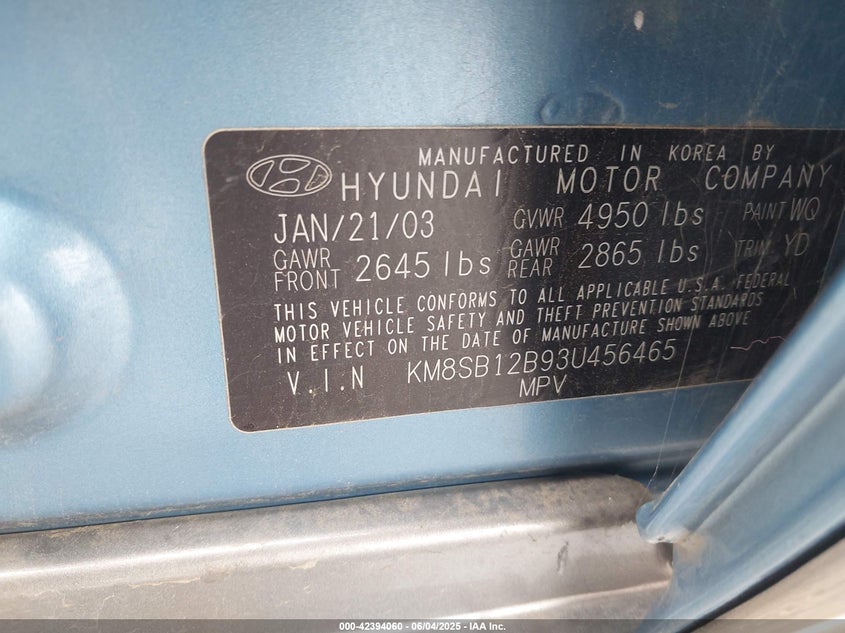 MANUFACTURED IN KOREA BY
HYUNDAI MOTOR COMPANY
JAN/21/03 GVWR 4950 lbs PAINT WQ
GAWR FRONT 2645 lbs GAWR REAR 2865 lbs TRIM YD
THIS VEHICLE CONFORMS TO ALL APPLICABLE U.S.A. FEDERAL
MOTOR VEHICLE SAFETY AND THEFT PREVENTION STANDARDS
IN EFFECT ON THE DATE OF MANUFACTURE SHOWN ABOVE
V.I.N KM8SB12B93U456465
MPV
000-42394060 - 06/04/2025 - IAA Inc.